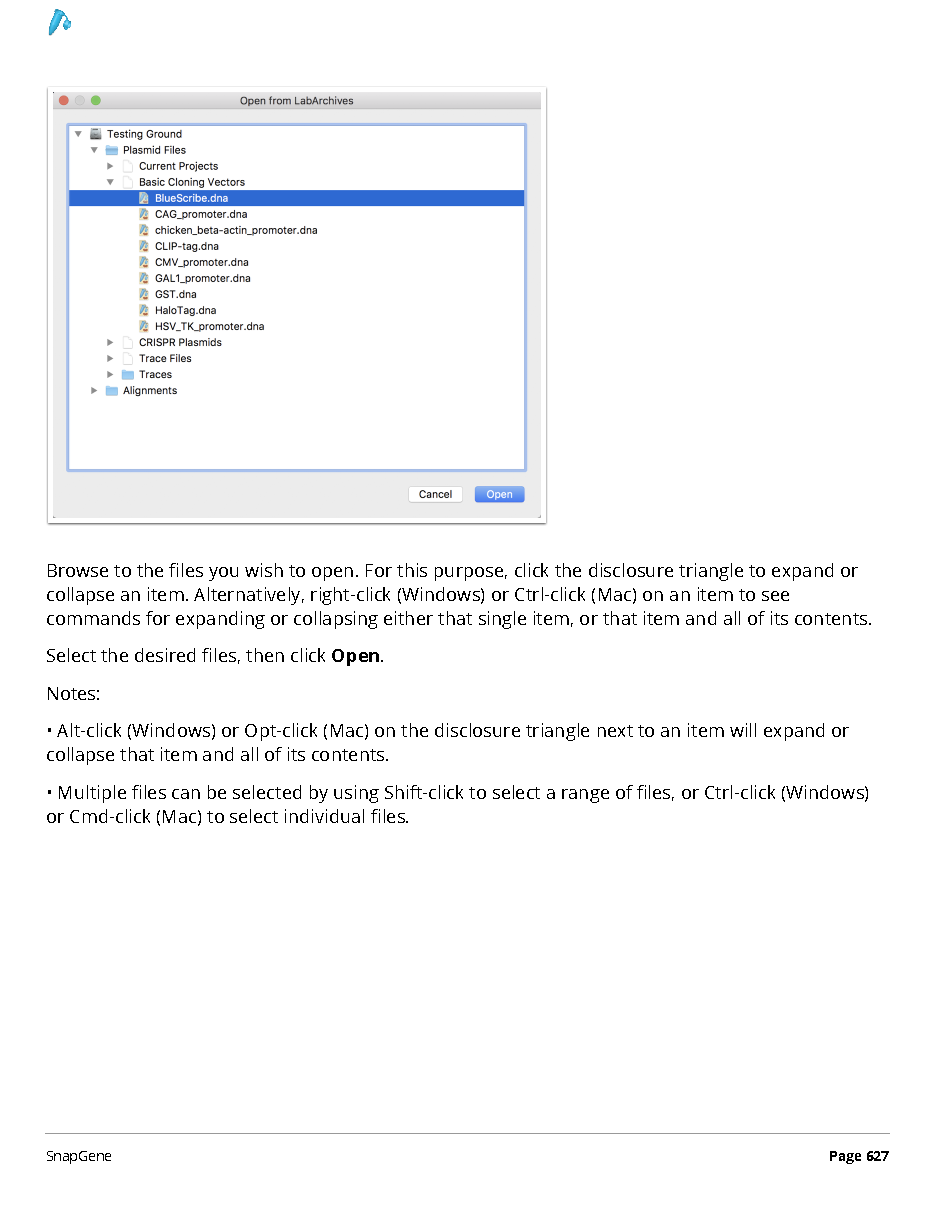 Open from LabArchives
Testing Ground
Plasmid Files
Current Projects
Basic Cloning Vectors
BlueScribe.dna
CAG_promoter.dna
chicken_beta-actin_promoter.dna
CLIP-tag.dna
CMV_promoter.dna
GAL1_promoter.dna
GST.dna
HaloTag.dna
HSV_TK_promoter.dna
CRISPR Plasmids
Trace Files
Traces
Alignments
Cancel Open
Browse to the files you wish to open. For this purpose, click the disclosure triangle to expand or
collapse an item. Alternatively, right-click (Windows) or Ctrl-click (Mac) on an item to see
commands for expanding or collapsing either that single item, or that item and all of its contents.
Select the desired files, then click Open.
Notes:
• Alt-click (Windows) or Opt-click (Mac) on the disclosure triangle next to an item will expand or
collapse that item and all of its contents.
• Multiple files can be selected by using Shift-click to select a range of files, or Ctrl-click (Windows)
or Cmd-click (Mac) to select individual files.
SnapGene Page 627